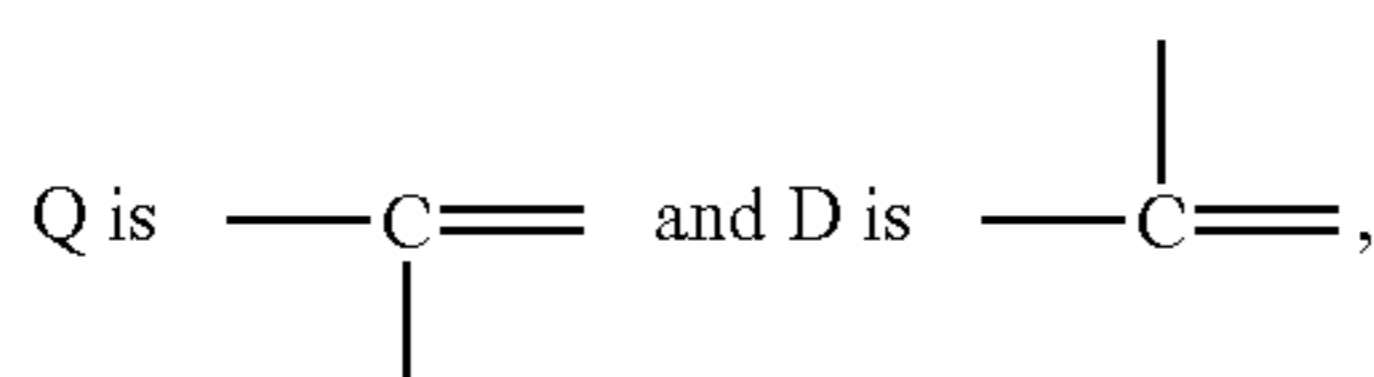 Q is —C= and D is —C=,